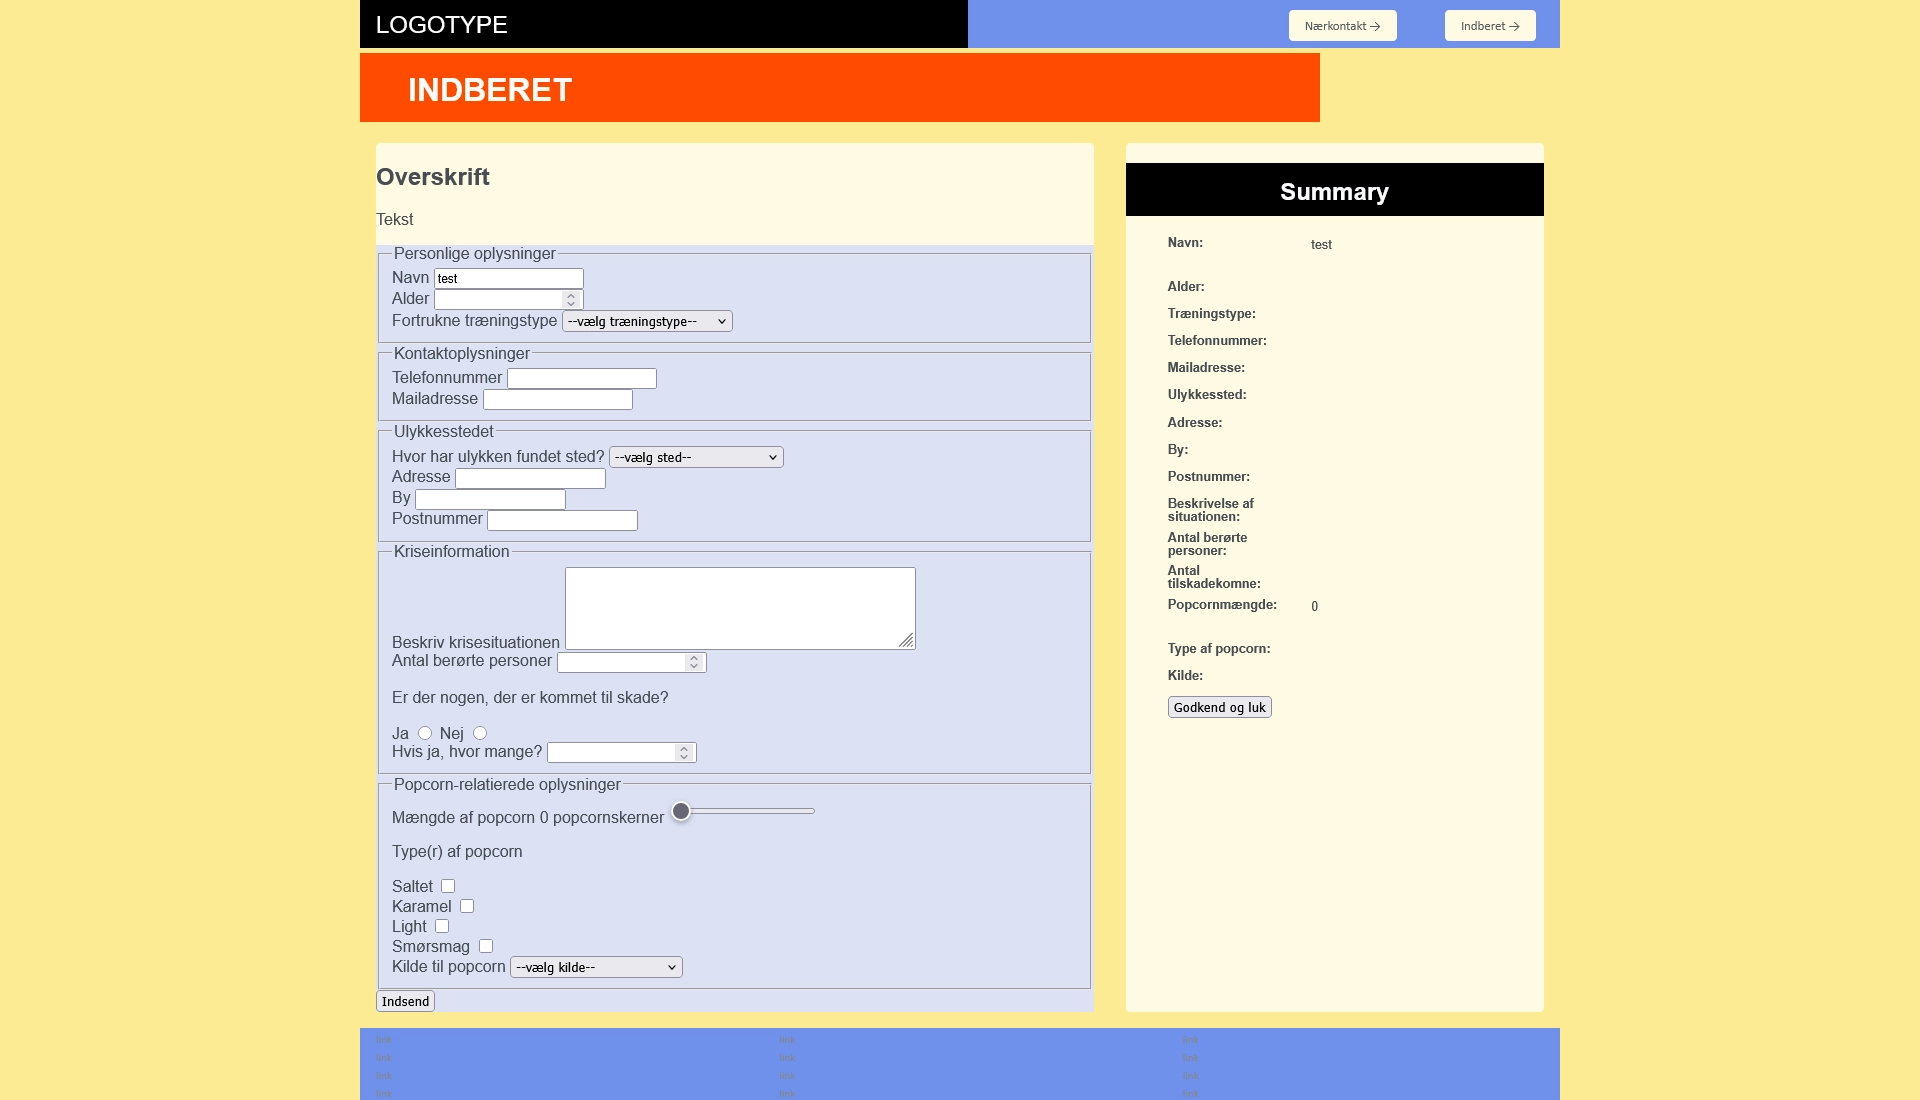 LOGOTYPE
Nærkontakt →
Indberet →
INDBERET
Overskrift
Tekst
Personlige oplysninger
Navn test
Alder
Fortrukne træningstype --vælg træningstype--
Kontaktoplysninger
Telefonnummer
Mailadresse
Ulykkesstedet
Hvor har ulykken fundet sted? --vælg sted--
Adresse
By
Postnummer
Kriseinformation
Beskriv krisesituationen
Antal berørte personer
Er der nogen, der er kommet til skade?
Ja Nej
Hvis ja, hvor mange?
Popcorn-relatierede oplysninger
Mængde af popcorn 0 popcornskerner
Type(r) af popcorn
Saltet
Karamel
Light
Smørsmag
Kilde til popcorn --vælg kilde--
Indsend
Summary
Navn: test
Alder:
Træningstype:
Telefonnummer:
Mailadresse:
Ulykkessted:
Adresse:
By:
Postnummer:
Beskrivelse af
situationen:
Antal berørte
personer:
Antal
tilskadekomne:
Popcornmængde: 0
Type af popcorn:
Kilde:
Godkend og luk
link link link
link link link
link link link
link link link